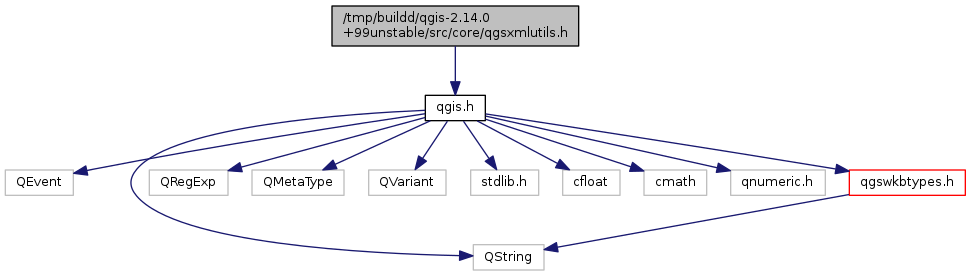 /tmp/buildd/qgis-2.14.0
+99unstable/src/core/qgsxmlutils.h
qgis.h
QEvent
QRegExp
QMetaType
QVariant
stdlib.h
cfloat
cmath
qnumeric.h
qgswkbtypes.h
QString